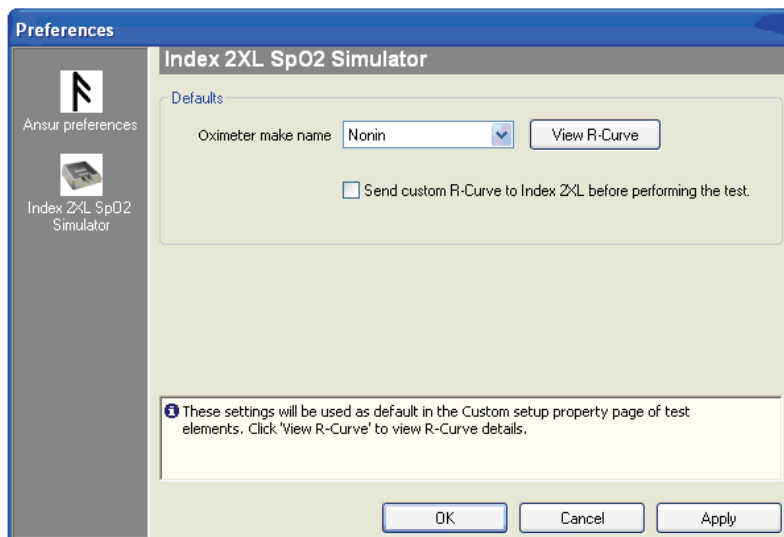 Preferences
Ansur preferences
Index 2XL SpO2
Simulator
Index 2XL SpO2 Simulator
Defaults
Oximeter make name Nonin View R-Curve
Send custom R-Curve to Index 2XL before performing the test.
These settings will be used as default in the Custom setup property page of test
elements. Click 'View R-Curve' to view R-Curve details.
OK Cancel Apply